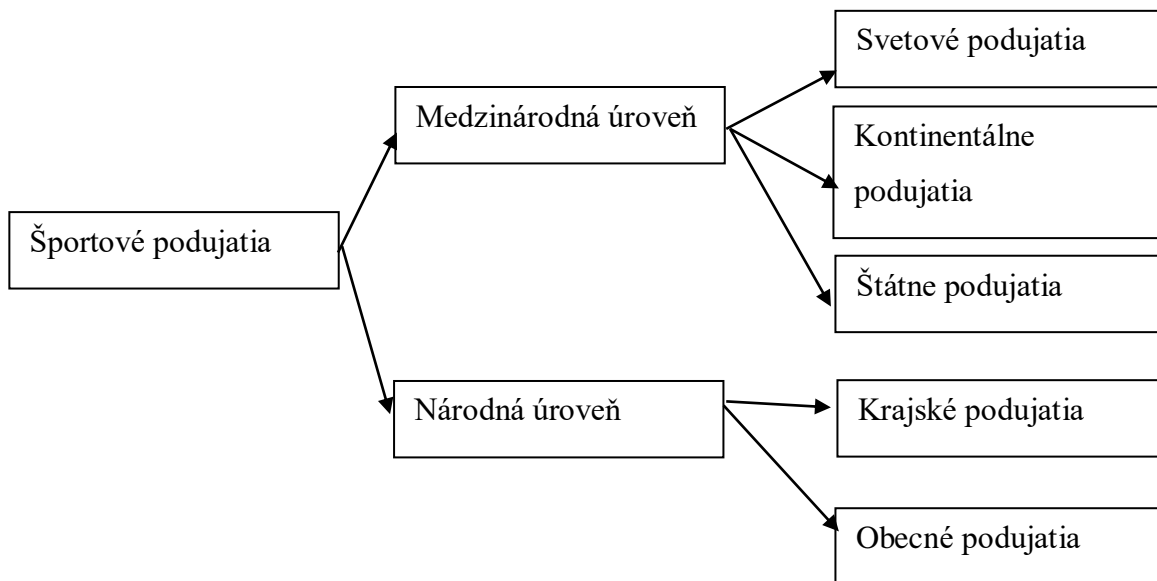 Športové podujatia
Medzinárodná úroveň
Svetové podujatia
Kontinentálne
podujatia
Štátne podujatia
Národná úroveň
Krajské podujatia
Obecné podujatia